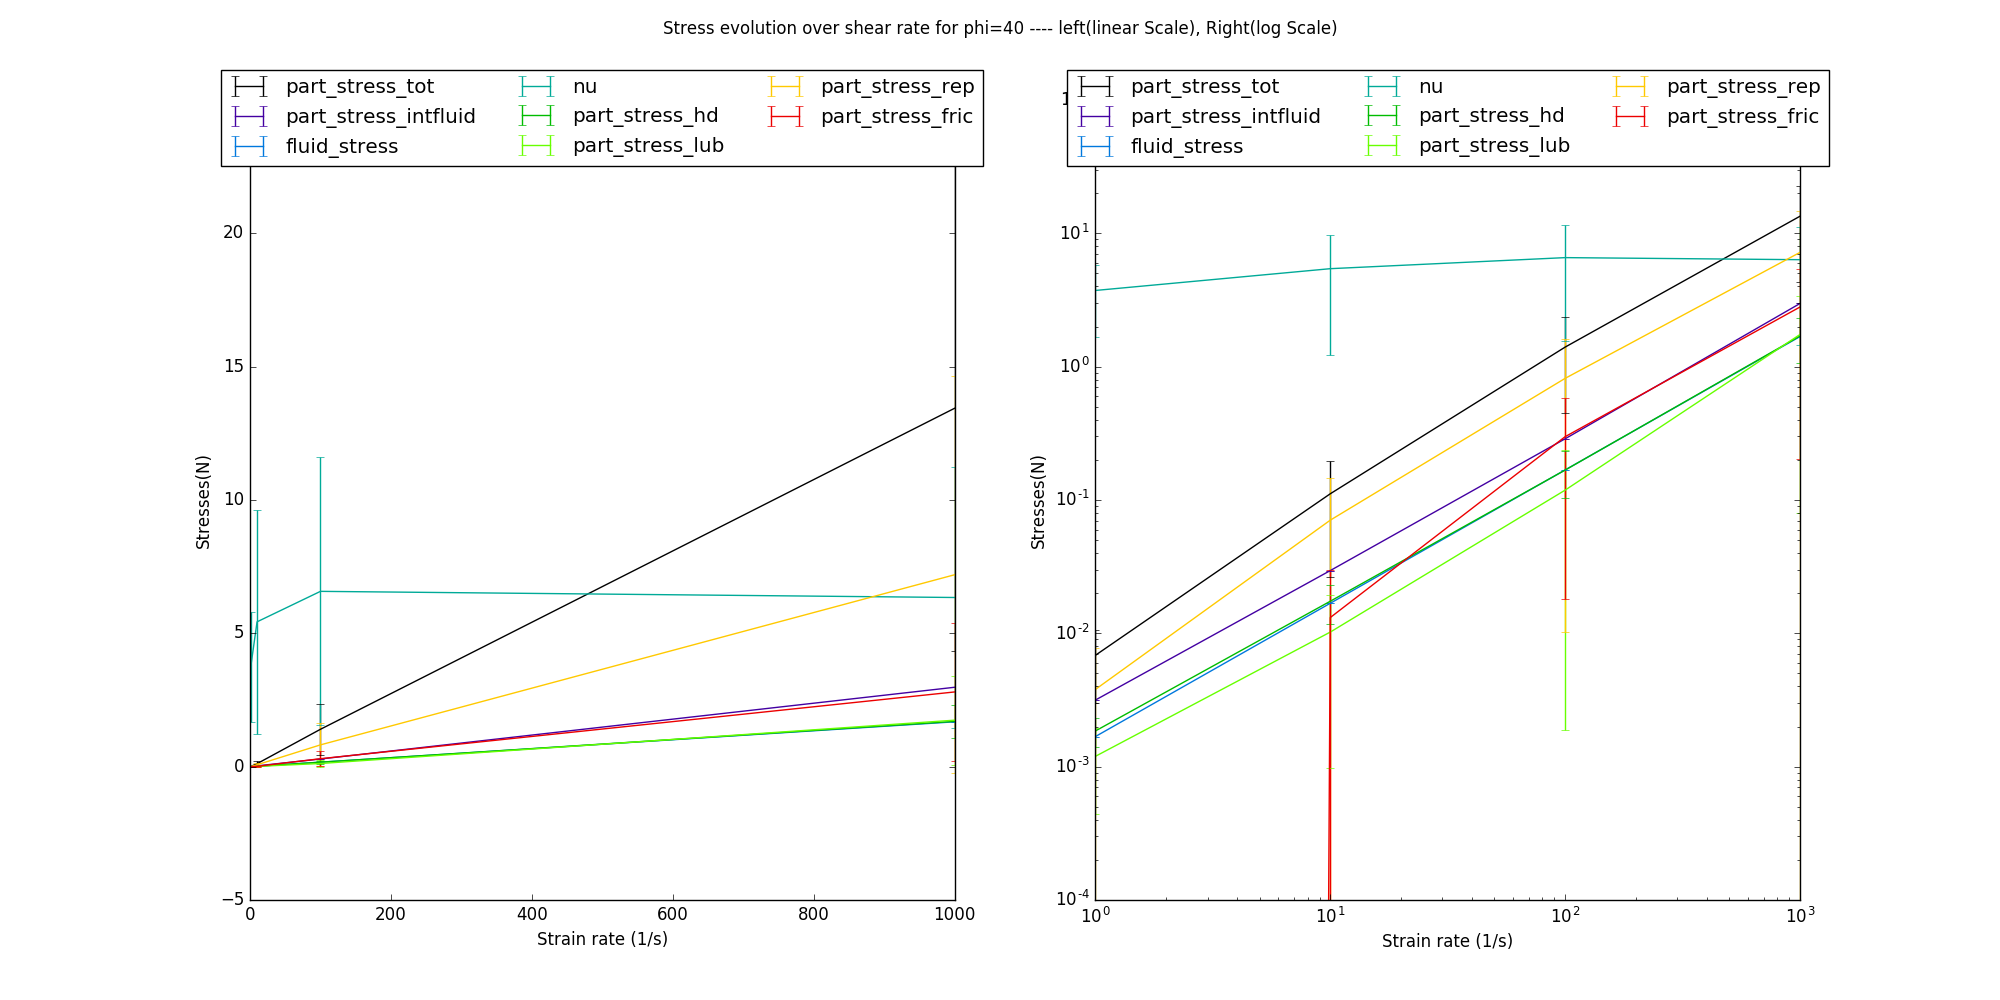 Stress evolution over shear rate for phi=40 ---- left(linear Scale), Right(log Scale)
part_stress_tot nu part_stress_rep
part_stress_intfluid part_stress_hd part_stress_fric
fluid_stress part_stress_lub
20
15
10
5
0
−5
Stresses(N)
0 200 400 600 800 1000
Strain rate (1/s)
part_stress_tot nu part_stress_rep
part_stress_intfluid part_stress_hd part_stress_fric
fluid_stress part_stress_lub
10^1
10^0
10^-1
10^-2
10^-3
10^-4
Stresses(N)
10^0 10^1 10^2 10^3
Strain rate (1/s)